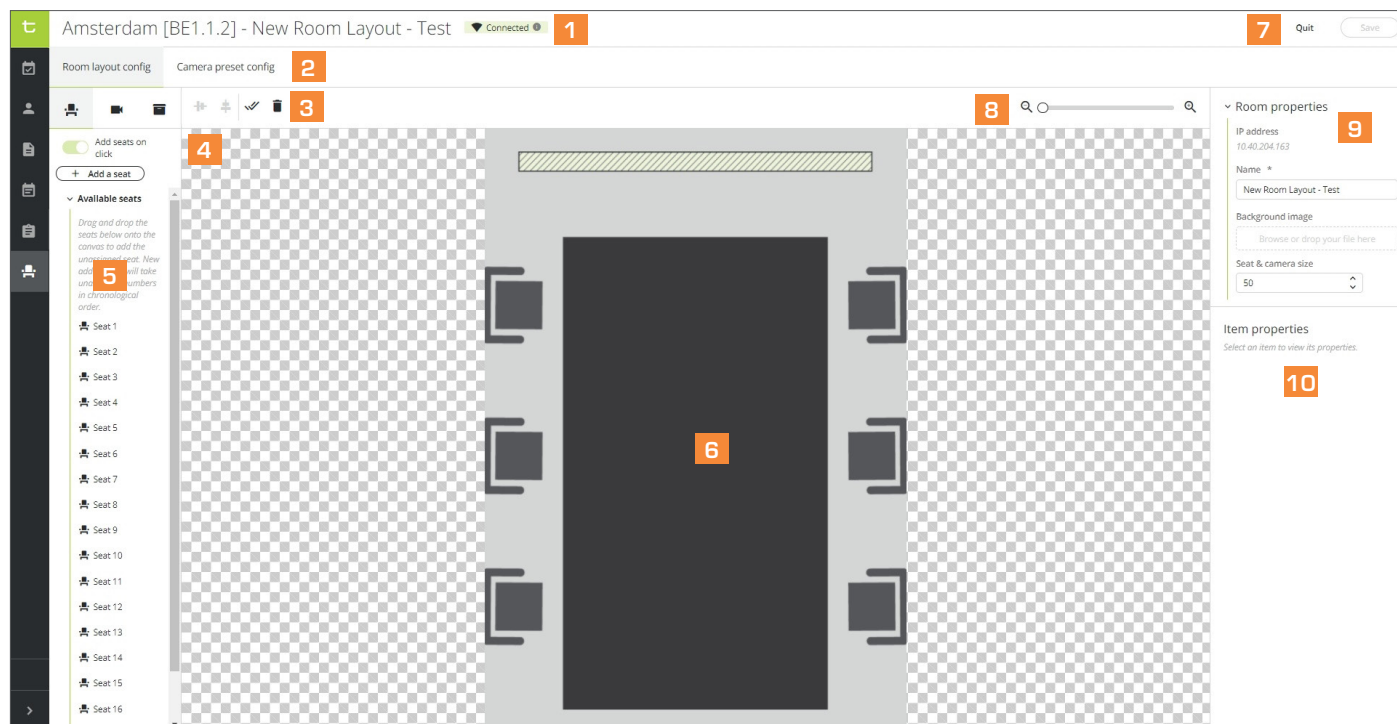 Amsterdam [BE1.1.2] - New Room Layout - Test
Connected
1
7
Quit
Save
Room layout config
Camera preset config
2
3
8
Add seats on
click
4
+ Add a seat
Available seats
Drag and drop the
seats below onto the
canvas to add the
unassigned seat. New
will take
in chronological
order.
5
Seat 1
Seat 2
Seat 3
Seat 4
Seat 5
Seat 6
Seat 7
Seat 8
Seat 9
Seat 10
Seat 11
Seat 12
Seat 13
Seat 14
Seat 15
Seat 16
6
Room properties
9
IP address
10.40.204.163
Name *
New Room Layout - Test
Background image
Browse or drop your file here
Seat & camera size
50
Item properties
Select an item to view its properties.
10